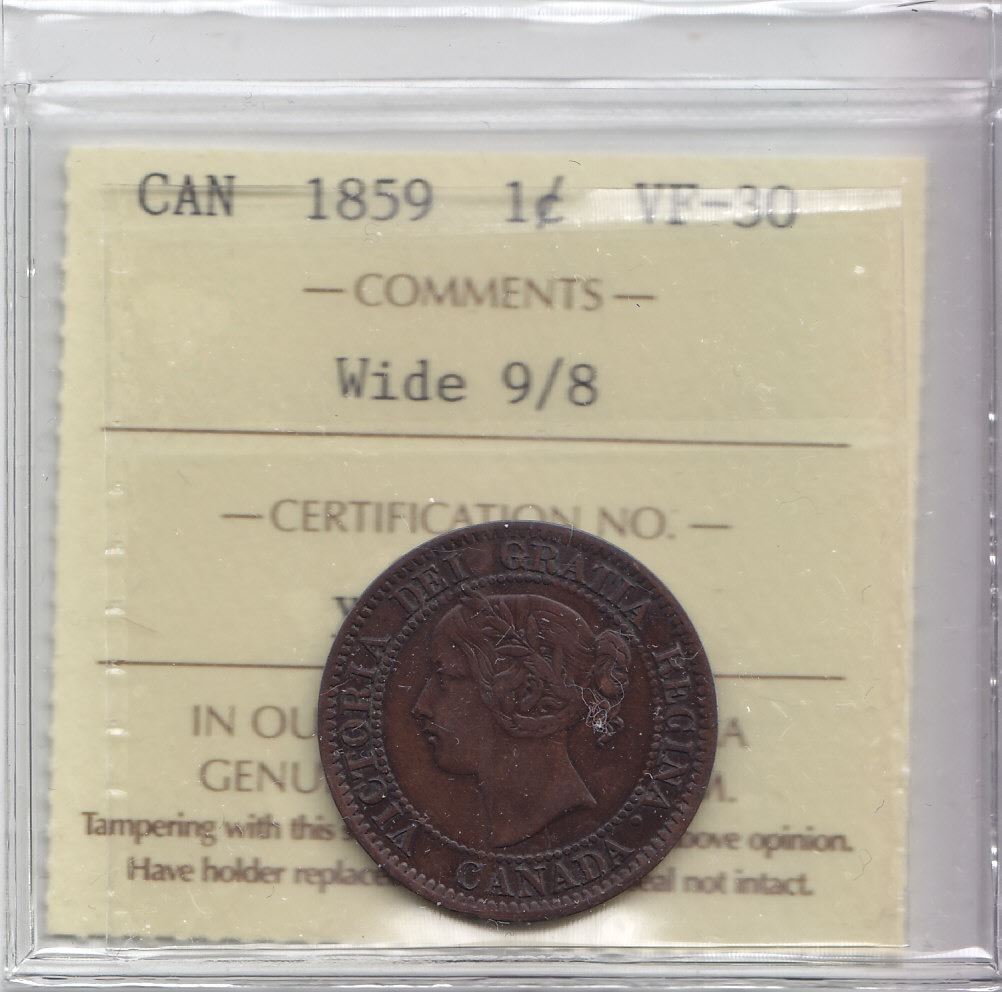 CAN 1859 1¢ VF-30
— COMMENTS —
Wide 9/8
— CERTIFICATION NO. —
IN OU A
GENU M.
Tampering with this ove opinion.
Have holder replace eal not intact.
VICTORIA DEI GRATIA REGINA.
CANADA